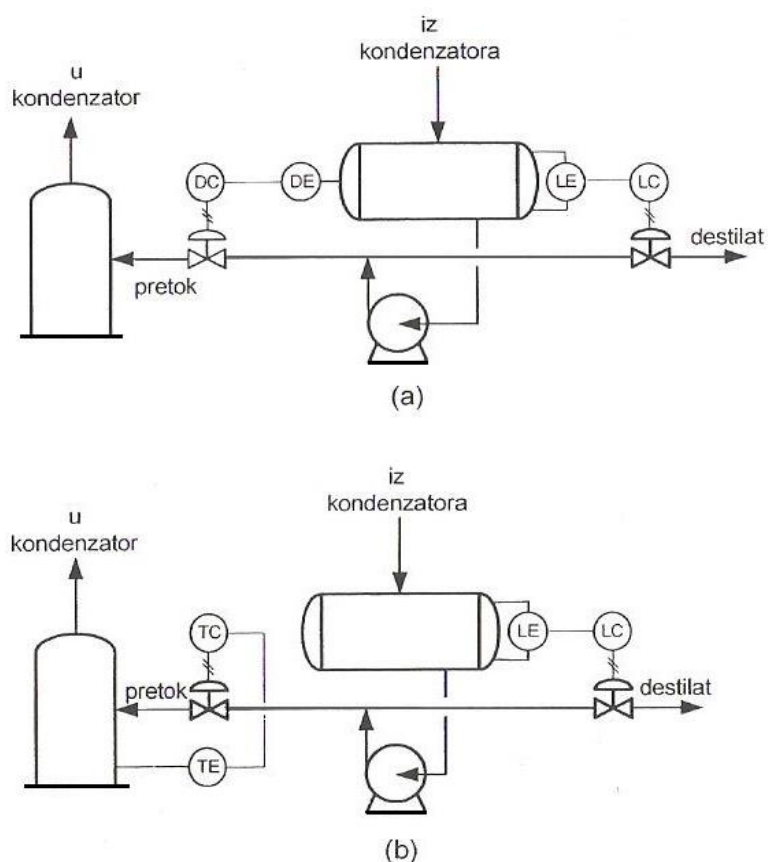 iz
kondenzatora
u
kondenzator
DC
DE
LE
LC
destilat
pretok
(a)
iz
kondenzatora
u
kondenzator
TC
LE
LC
pretok
destilat
TE
(b)